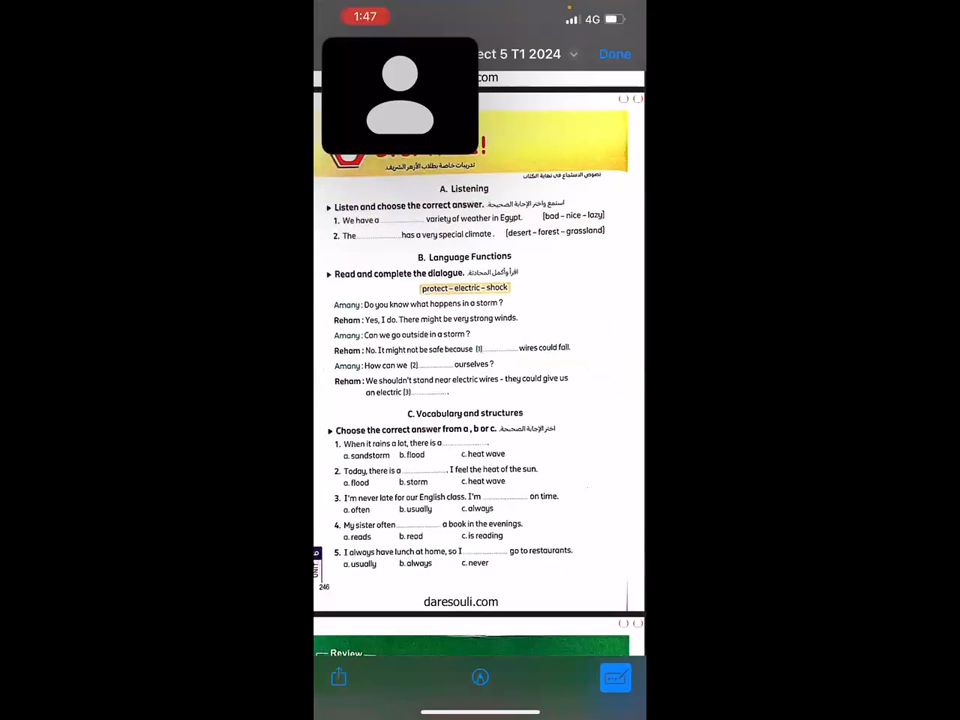 1:47
4G
ect 5 T1 2024
Done
com
!
تدريبات خاصة بطلاب الأزهر الشريف.
نصوص الاستماع في نهاية الكتاب
A. Listening
Listen and choose the correct answer. استمع واختر الإجابة الصحيحة.
1. We have a ............ variety of weather in Egypt. [bad – nice – lazy]
2. The ............ has a very special climate. [desert – forest – grassland]
B. Language Functions
Read and complete the dialogue. اقرأ وأكمل المحادثة.
protect – electric – shock
Amany : Do you know what happens in a storm ?
Reham : Yes, I do. There might be very strong winds.
Amany : Can we go outside in a storm ?
Reham : No. It might not be safe because (1) ............ wires could fall.
Amany : How can we (2) ............ ourselves ?
Reham : We shouldn't stand near electric wires – they could give us
an electric (3) ............ .
C. Vocabulary and structures
Choose the correct answer from a , b or c. اختر الإجابة الصحيحة.
1. When it rains a lot, there is a ............ .
a. sandstorm b. flood c. heat wave
2. Today, there is a ............ . I feel the heat of the sun.
a. flood b. storm c. heat wave
3. I'm never late for our English class. I'm ............ on time.
a. often b. usually c. always
4. My sister often ............ a book in the evenings.
a. reads b. read c. is reading
5. I always have lunch at home, so I ............ go to restaurants.
a. usually b. always c. never
UNIT 6
246
daresouli.com
Review